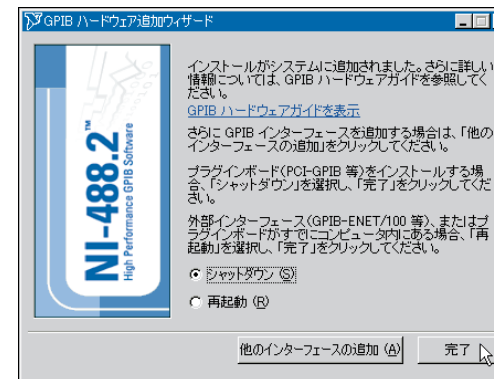 GPIB ハードウェア追加ウィザード
NI-488.2™
High Performance GPIB Software
インストールがシステムに追加されました。さらに詳しい
情報については、GPIB ハードウェアガイドを参照してく
ださい。
GPIB ハードウェアガイドを表示
さらに GPIB インターフェースを追加する場合は、「他の
インターフェースの追加」をクリックしてください。
プラグインボード(PCI-GPIB 等)をインストールする場
合、「シャットダウン」を選択し、「完了」をクリックしてくだ
さい。
外部インターフェース(GPIB-ENET/100 等)、またはプ
ラグインボードがすでにコンピュータ内にある場合、「再
起動」を選択し、「完了」をクリックしてください。
シャットダウン (S)
再起動 (R)
他のインターフェースの追加 (A)
完了